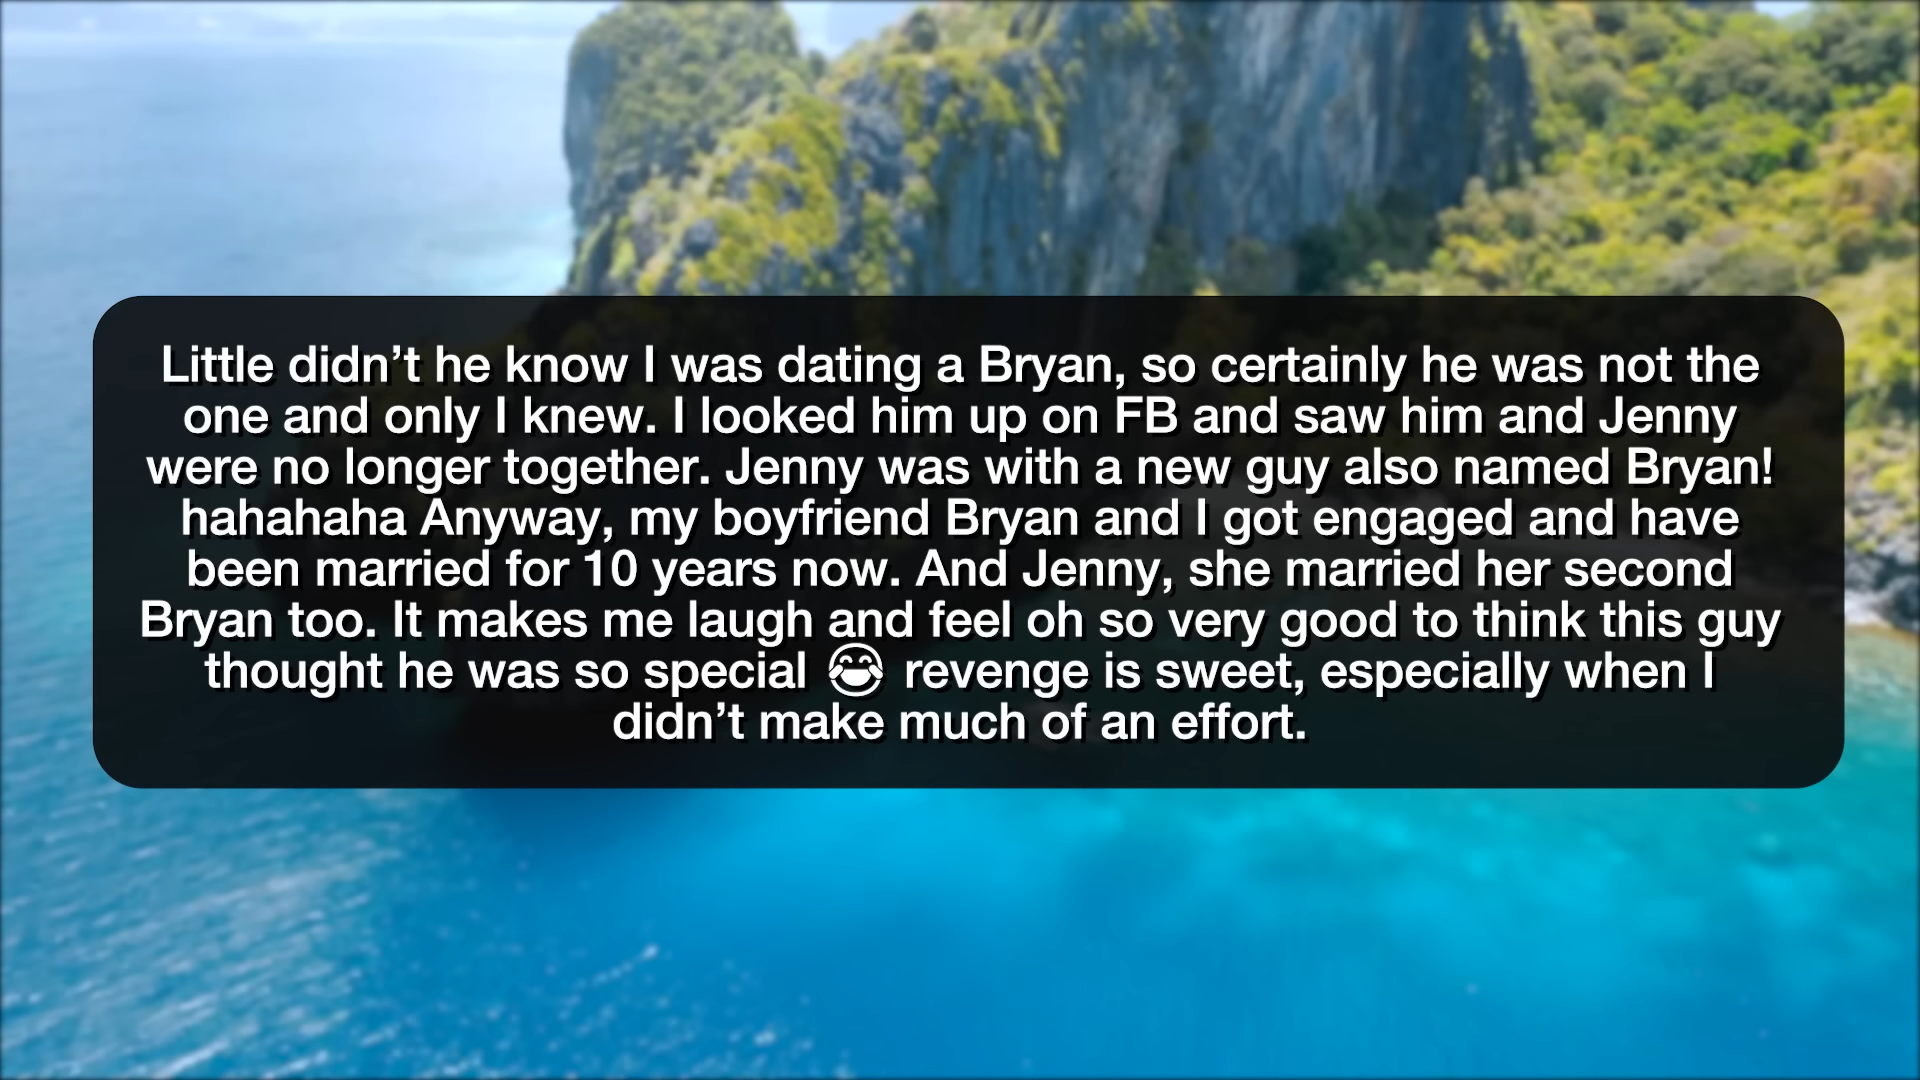 Little didn’t he know I was dating a Bryan, so certainly he was not the
one and only I knew. I looked him up on FB and saw him and Jenny
were no longer together. Jenny was with a new guy also named Bryan!
hahahaha Anyway, my boyfriend Bryan and I got engaged and have
been married for 10 years now. And Jenny, she married her second
Bryan too. It makes me laugh and feel oh so very good to think this guy
thought he was so special 😂 revenge is sweet, especially when I
didn’t make much of an effort.